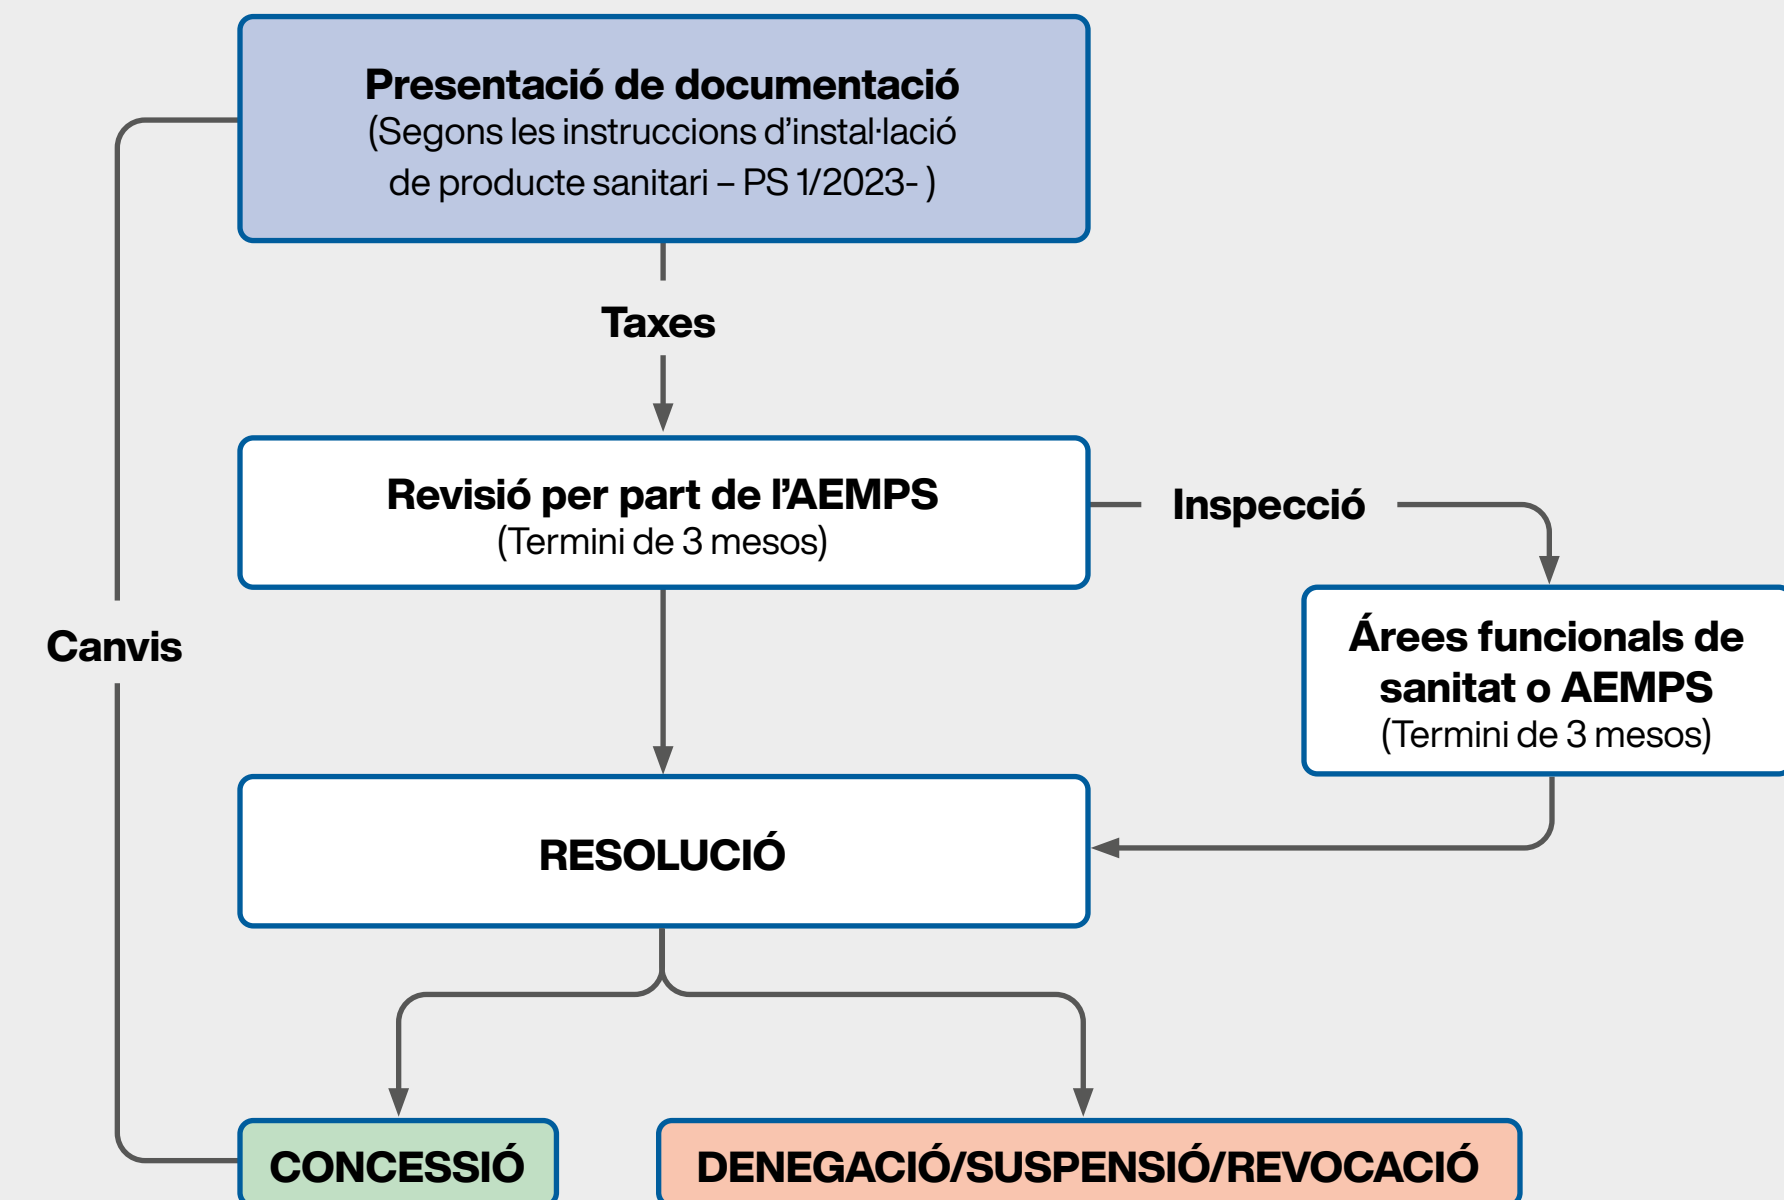 Presentació de documentació
(Segons les instruccions d’instal·lació
de producte sanitari – PS 1/2023- )
Taxes
Revisió per part de l’AEMPS
(Termini de 3 mesos)
Inspecció
Árees funcionals de
sanitat o AEMPS
(Termini de 3 mesos)
Canvis
RESOLUCIÓ
CONCESSIÓ
DENEGACIÓ/SUSPENSIÓ/REVOCACIÓ